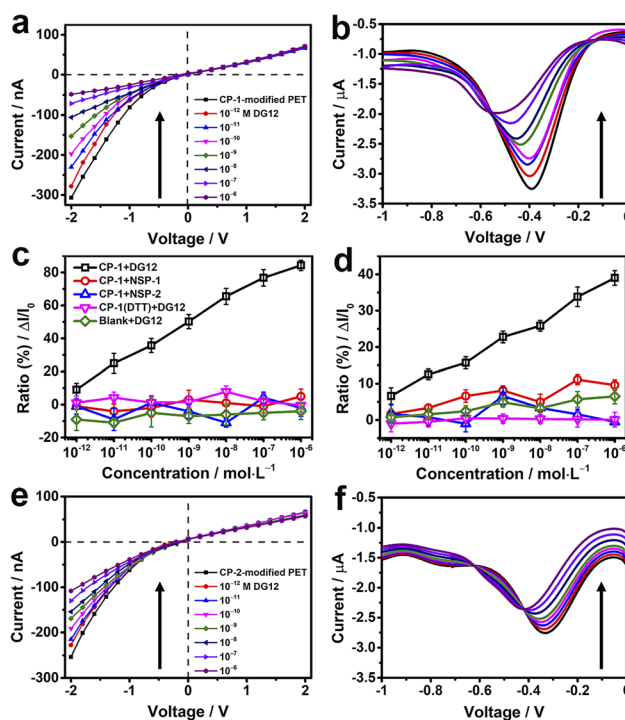 a
100
50
0
-50
-100
-150
-200
-250
-300
Current / nA
CP-1-modified PET
10⁻¹² M DG12
10⁻¹¹
10⁻¹⁰
10⁻⁹
10⁻⁸
10⁻⁷
10⁻⁶
-2 -1 0 1 2
Voltage / V
b
-0.5
-1.0
-1.5
-2.0
-2.5
-3.0
-3.5
Current / μA
-1 -0.8 -0.6 -0.4 -0.2 0
Voltage / V
c
80
60
40
20
0
-20
Ratio (%) / ΔI/I₀
CP-1+DG12
CP-1+NSP-1
CP-1+NSP-2
CP-1(DTT)+DG12
Blank+DG12
10⁻¹² 10⁻¹¹ 10⁻¹⁰ 10⁻⁹ 10⁻⁸ 10⁻⁷ 10⁻⁶
Concentration / mol·L⁻¹
d
40
30
20
10
0
Ratio (%) / ΔI/I₀
10⁻¹² 10⁻¹¹ 10⁻¹⁰ 10⁻⁹ 10⁻⁸ 10⁻⁷ 10⁻⁶
Concentration / mol·L⁻¹
e
100
0
-100
-200
-300
Current / nA
CP-2-modified PET
10⁻¹² M DG12
10⁻¹¹
10⁻¹⁰
10⁻⁹
10⁻⁸
10⁻⁷
10⁻⁶
-2 -1 0 1 2
Voltage / V
f
-0.5
-1.0
-1.5
-2.0
-2.5
-3.0
-3.5
Current / μA
-1 -0.8 -0.6 -0.4 -0.2 0
Voltage / V